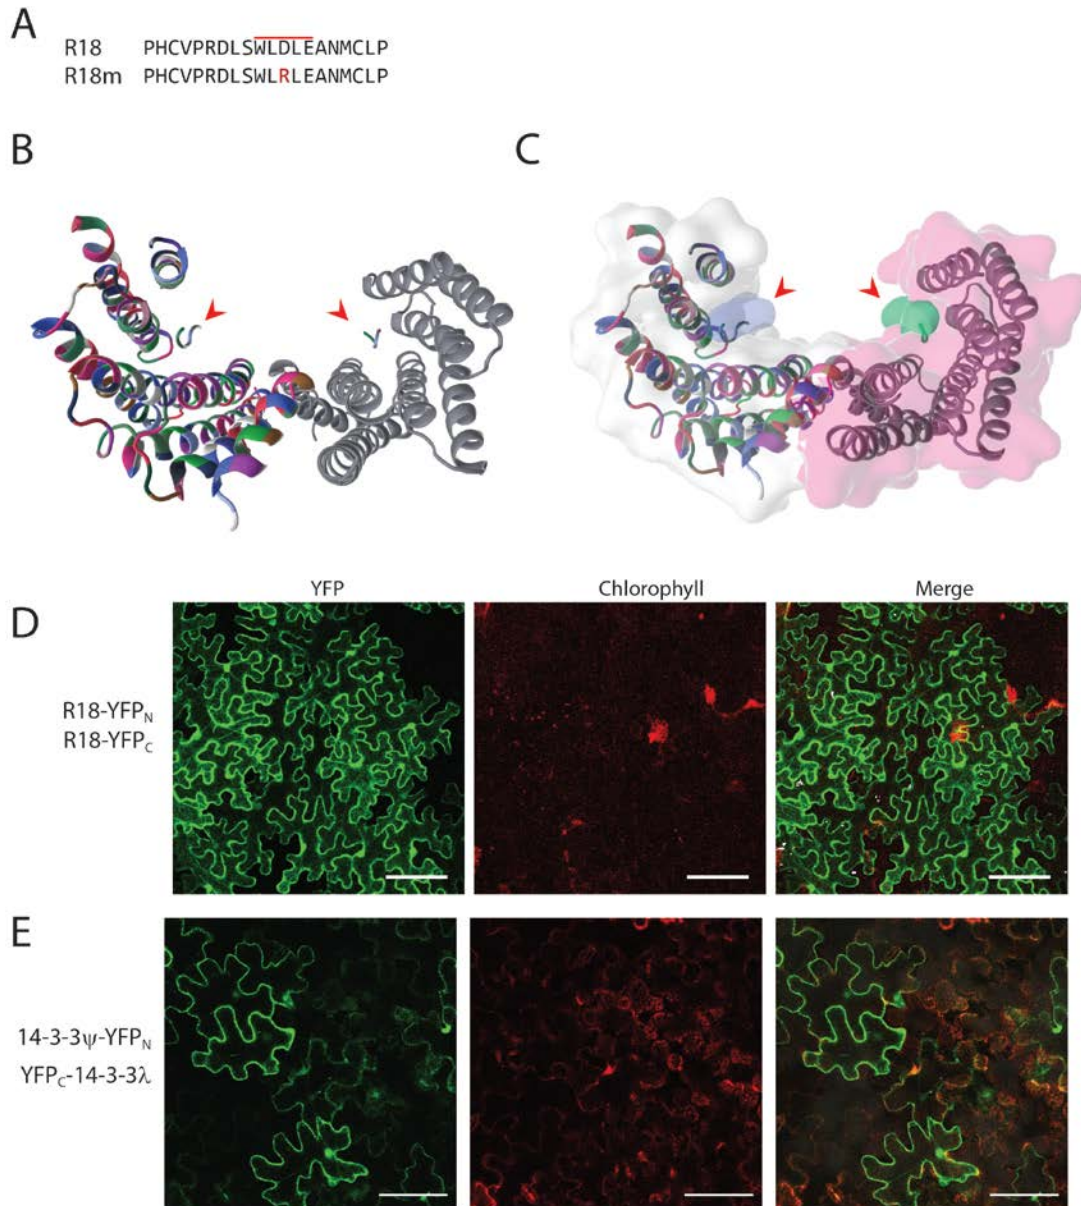 A
R18 PHCVPRDLSWLDLEANMCLP
R18m PHCVPRDLSWLRLEANMCLP
B C
YFP Chlorophyll Merge
D
R18-YFPN
R18-YFPC
E
14-3-3ψ-YFPN
YFPC-14-3-3λ